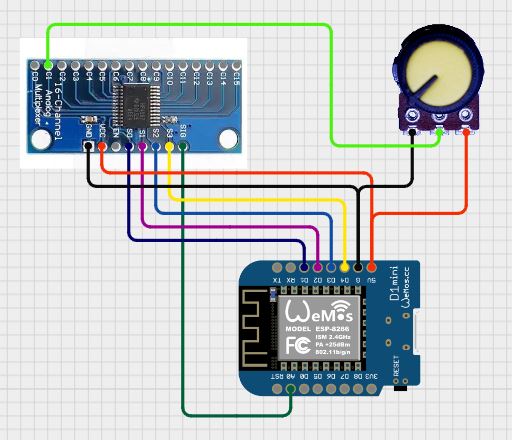 C0 C1 C2 C3 C4 C5 C6 C7 C8 C9 C10 C11 C12 C13 C14 C15
16-Channel
Analog
Multiplexer
GND VCC EN S0 S1 S2 S3 SIG
TX RX D1 D2 D3 D4 G 5V
D1 mini
WeMos.cc
WeMos
MODEL ESP-8266
ISM 2.4GHz
PA +25dBm
802.11b/g/n
FC
RESET
RST A0 D0 D5 D6 D7 D8 3V3